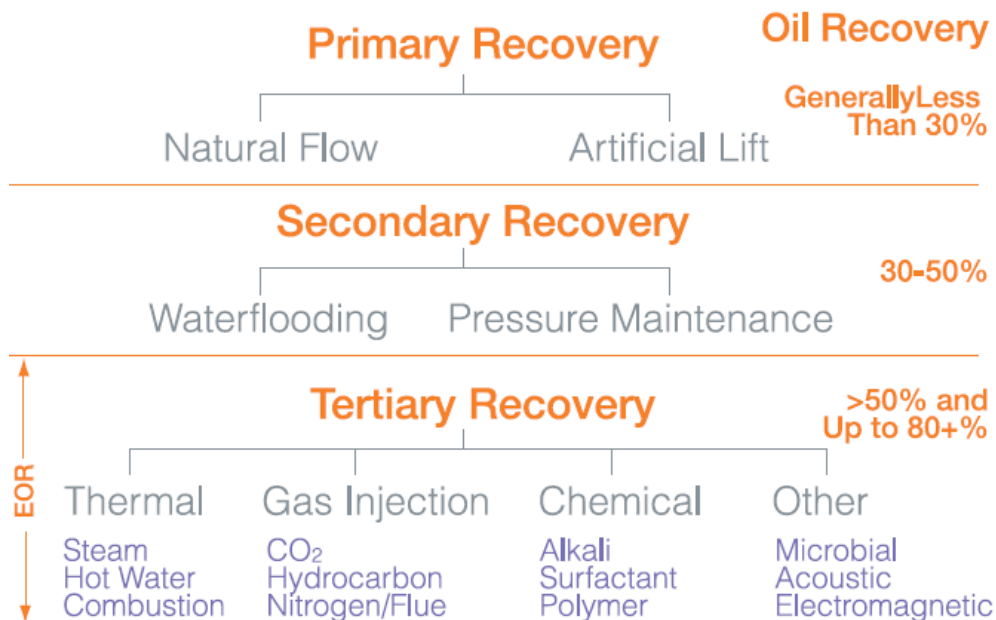 Primary Recovery
Oil Recovery
GenerallyLess
Than 30%
Natural Flow
Artificial Lift
Secondary Recovery
30-50%
Waterflooding
Pressure Maintenance
Tertiary Recovery
>50% and
Up to 80+%
EOR
Thermal
Steam
Hot Water
Combustion
Gas Injection
CO₂
Hydrocarbon
Nitrogen/Flue
Chemical
Alkali
Surfactant
Polymer
Other
Microbial
Acoustic
Electromagnetic